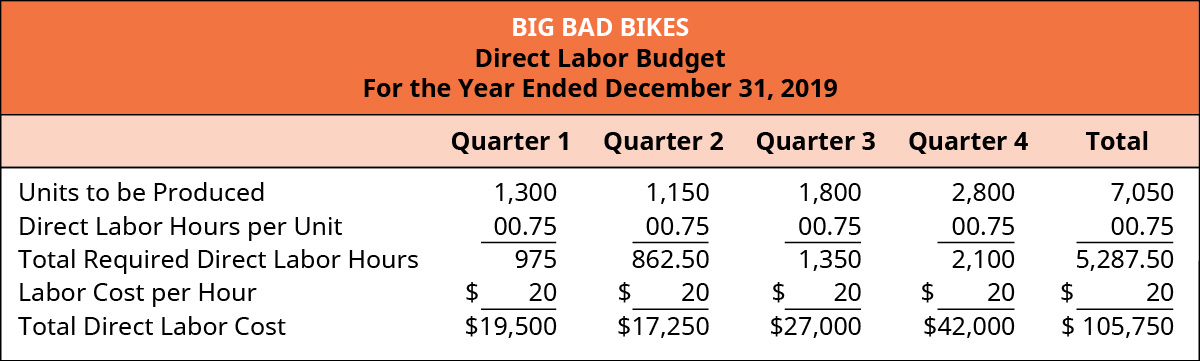 BIG BAD BIKES
Direct Labor Budget
For the Year Ended December 31, 2019
Quarter 1 Quarter 2 Quarter 3 Quarter 4 Total
Units to be Produced 1,300 1,150 1,800 2,800 7,050
Direct Labor Hours per Unit 00.75 00.75 00.75 00.75 00.75
Total Required Direct Labor Hours 975 862.50 1,350 2,100 5,287.50
Labor Cost per Hour $ 20 $ 20 $ 20 $ 20 $ 20
Total Direct Labor Cost $19,500 $17,250 $27,000 $42,000 $ 105,750